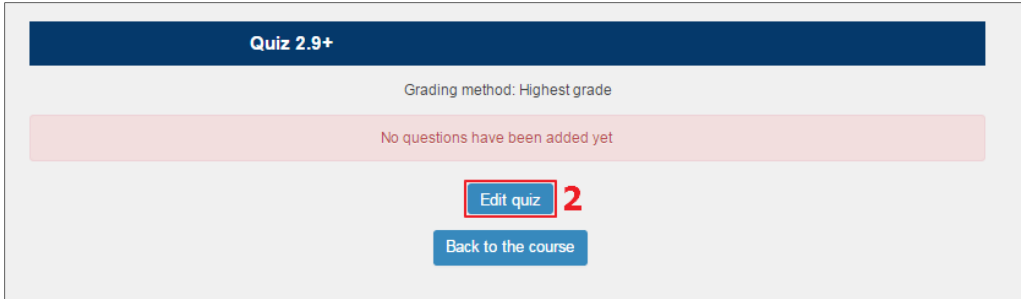 Quiz 2.9+
Grading method: Highest grade
No questions have been added yet
Edit quiz 2
Back to the course